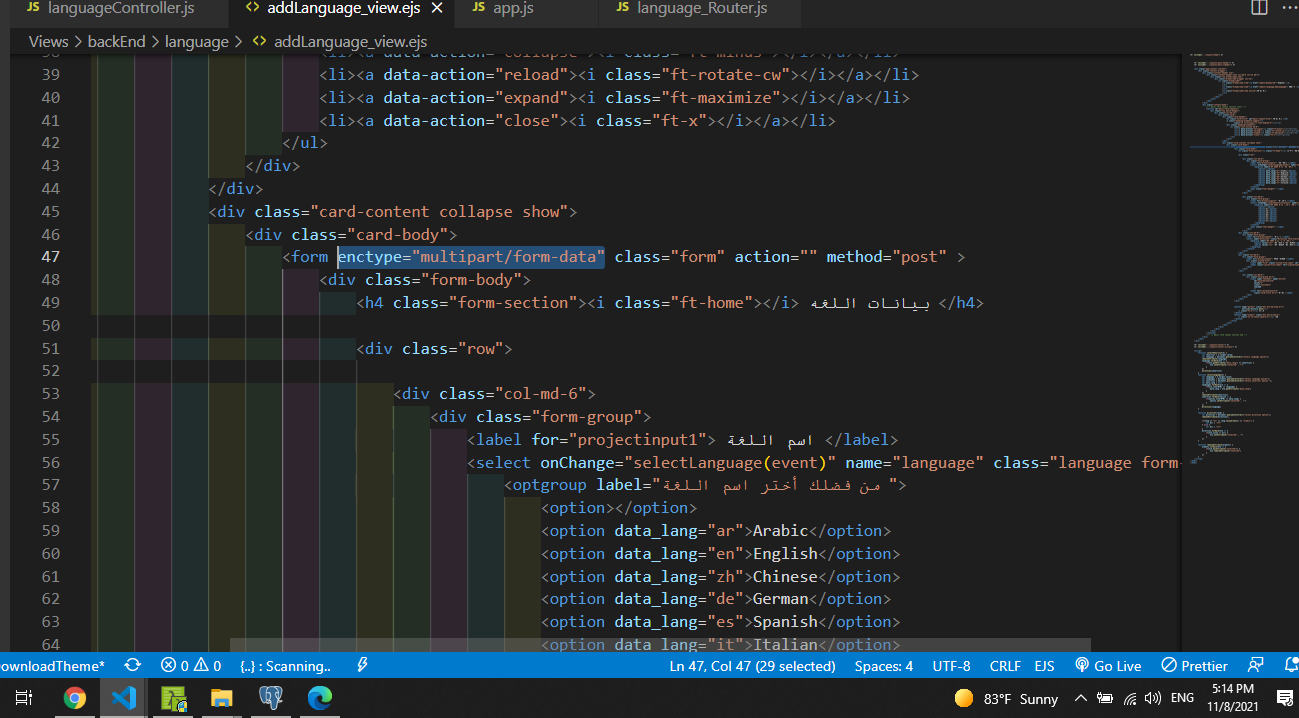 JS languageController.js
<> addLanguage_view.ejs ×
JS app.js
JS language_Router.js
Views > backEnd > language > <> addLanguage_view.ejs
39 <li><a data-action="reload"><i class="ft-rotate-cw"></i></a></li>
40 <li><a data-action="expand"><i class="ft-maximize"></i></a></li>
41 <li><a data-action="close"><i class="ft-x"></i></a></li>
42 </ul>
43 </div>
44 </div>
45 <div class="card-content collapse show">
46 <div class="card-body">
47 <form enctype="multipart/form-data" class="form" action="" method="post" >
48 <div class="form-body">
49 <h4 class="form-section"><i class="ft-home"></i> بيانات اللغه </h4>
50
51 <div class="row">
52
53 <div class="col-md-6">
54 <div class="form-group">
55 <label for="projectinput1"> اسم اللغة </label>
56 <select onChange="selectLanguage(event)" name="language" class="language form-
57 <optgroup label="من فضلك أختر اسم اللغة ">
58 <option></option>
59 <option data_lang="ar">Arabic</option>
60 <option data_lang="en">English</option>
61 <option data_lang="zh">Chinese</option>
62 <option data_lang="de">German</option>
63 <option data_lang="es">Spanish</option>
64 <option data_lang="it">Italian</option>
ownloadTheme* 0 0 {..} : Scanning.. Ln 47, Col 47 (29 selected) Spaces: 4 UTF-8 CRLF EJS Go Live Prettier
83°F Sunny ENG
5:14 PM
11/8/2021